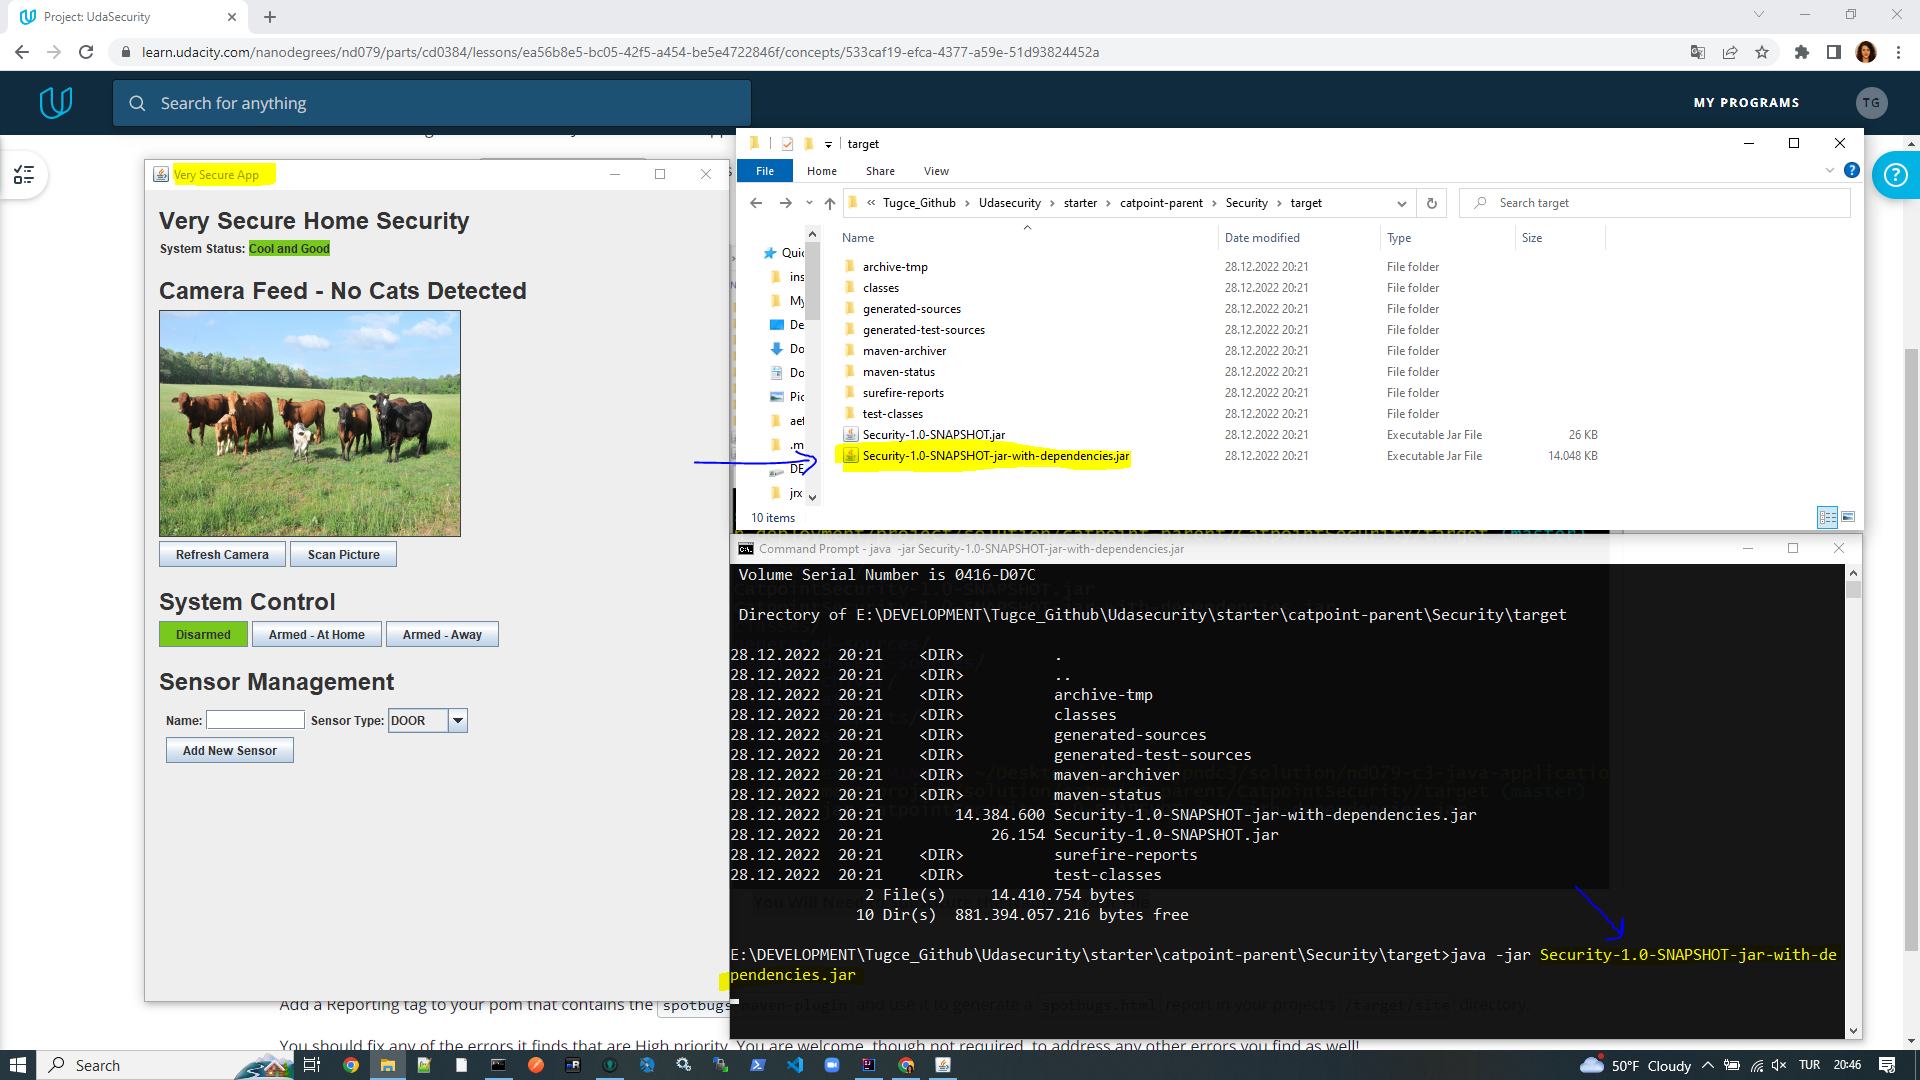 Project: UdaSecurity
learn.udacity.com/nanodegrees/nd079/parts/cd0384/lessons/ea56b8e5-bc05-42f5-a454-be5e4722846f/concepts/533caf19-efca-4377-a59e-51d93824452a
Search for anything
MY PROGRAMS
TG
Very Secure App
Very Secure Home Security
System Status: Cool and Good
Camera Feed - No Cats Detected
Refresh Camera Scan Picture
System Control
Disarmed Armed - At Home Armed - Away
Sensor Management
Name: Sensor Type: DOOR
Add New Sensor
target
File Home Share View
« Tugce_Github › Udasecurity › starter › catpoint-parent › Security › target
Search target
Name Date modified Type Size
archive-tmp 28.12.2022 20:21 File folder
classes 28.12.2022 20:21 File folder
generated-sources 28.12.2022 20:21 File folder
generated-test-sources 28.12.2022 20:21 File folder
maven-archiver 28.12.2022 20:21 File folder
maven-status 28.12.2022 20:21 File folder
surefire-reports 28.12.2022 20:21 File folder
test-classes 28.12.2022 20:21 File folder
Security-1.0-SNAPSHOT.jar 28.12.2022 20:21 Executable Jar File 26 KB
Security-1.0-SNAPSHOT-jar-with-dependencies.jar 28.12.2022 20:21 Executable Jar File 14.048 KB
Quic
ins
My
De
Do
Do
Pic
aet
.m
DE
jrx
10 items
Command Prompt - java -jar Security-1.0-SNAPSHOT-jar-with-dependencies.jar
Volume Serial Number is 0416-D07C
Directory of E:\DEVELOPMENT\Tugce_Github\Udasecurity\starter\catpoint-parent\Security\target
28.12.2022 20:21 <DIR> .
28.12.2022 20:21 <DIR> ..
28.12.2022 20:21 <DIR> archive-tmp
28.12.2022 20:21 <DIR> classes
28.12.2022 20:21 <DIR> generated-sources
28.12.2022 20:21 <DIR> generated-test-sources
28.12.2022 20:21 <DIR> maven-archiver
28.12.2022 20:21 <DIR> maven-status
28.12.2022 20:21 14.384.600 Security-1.0-SNAPSHOT-jar-with-dependencies.jar
28.12.2022 20:21 26.154 Security-1.0-SNAPSHOT.jar
28.12.2022 20:21 <DIR> surefire-reports
28.12.2022 20:21 <DIR> test-classes
2 File(s) 14.410.754 bytes
10 Dir(s) 881.394.057.216 bytes free
E:\DEVELOPMENT\Tugce_Github\Udasecurity\starter\catpoint-parent\Security\target>java -jar Security-1.0-SNAPSHOT-jar-with-de
pendencies.jar
Add a Reporting tag to your pom that contains the spotbugs-maven-plugin and use it to generate a spotbugs.html report in your project's /target/site directory.
You should fix any of the errors it finds that are High priority. You are welcome, though not required, to address any other errors you find as well!
Search
50°F Cloudy TUR 20:46